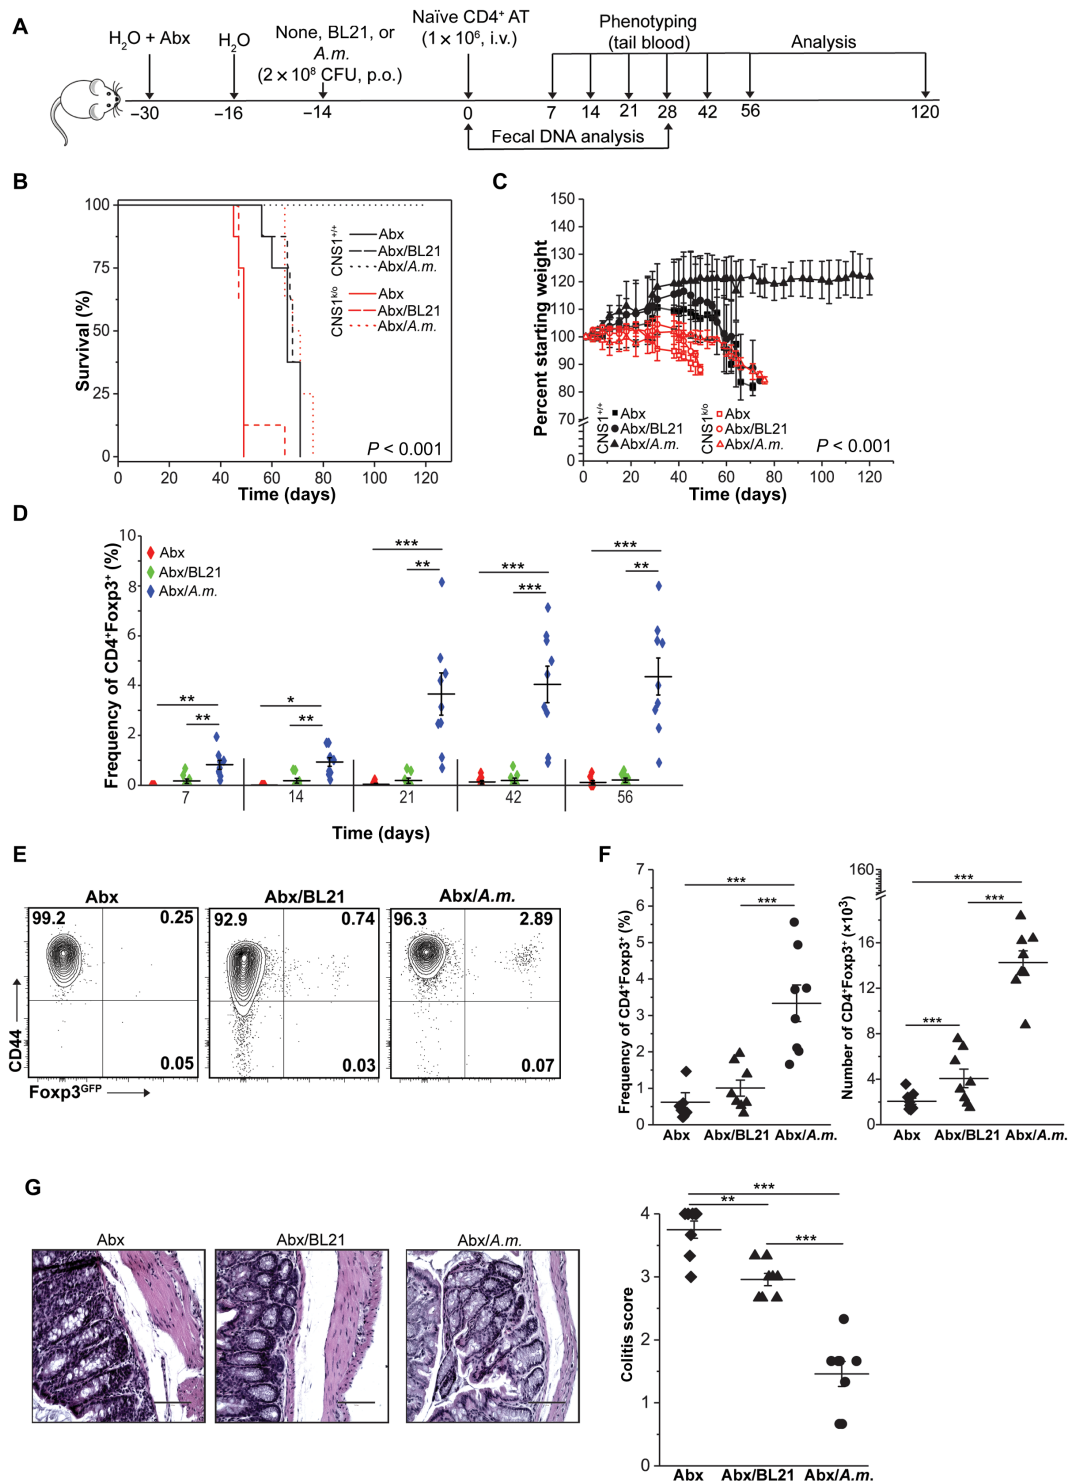 A
H₂O + Abx
H₂O
None, BL21, or
A.m.
(2 × 10⁸ CFU, p.o.)
Naïve CD4⁺ AT
(1 × 10⁶, i.v.)
Phenotyping
(tail blood)
Analysis
−30 −16 −14 0 7 14 21 28 42 56 120
Fecal DNA analysis
B
Survival (%)
100
75
50
25
0
CNS1⁺/⁺
Abx
Abx/BL21
Abx/A.m.
CNS1ᵏ/ᵒ
Abx
Abx/BL21
Abx/A.m.
P < 0.001
0 20 40 60 80 100 120
Time (days)
C
Percent starting weight
150
140
130
120
110
100
90
80
70
0
CNS1⁺/⁺
Abx
Abx/BL21
Abx/A.m.
CNS1ᵏ/ᵒ
Abx
Abx/BL21
Abx/A.m.
P < 0.001
0 20 40 60 80 100 120
Time (days)
D
Frequency of CD4⁺Foxp3⁺ (%)
10
8
6
4
2
0
Abx
Abx/BL21
Abx/A.m.
** **
* **
*** **
*** ***
*** **
7 14 21 42 56
Time (days)
E
Abx Abx/BL21 Abx/A.m.
99.2 0.25 92.9 0.74 96.3 2.89
0.05 0.03 0.07
CD44
Foxp3ᴳᶠᴾ
F
Frequency of CD4⁺Foxp3⁺ (%)
7
6
5
4
3
2
1
0
***
***
Abx Abx/BL21 Abx/A.m.
Number of CD4⁺Foxp3⁺ (×10³)
160
16
12
8
4
0
***
***
***
Abx Abx/BL21 Abx/A.m.
G
Abx Abx/BL21 Abx/A.m.
Colitis score
4
3
2
1
0
***
**
***
Abx Abx/BL21 Abx/A.m.